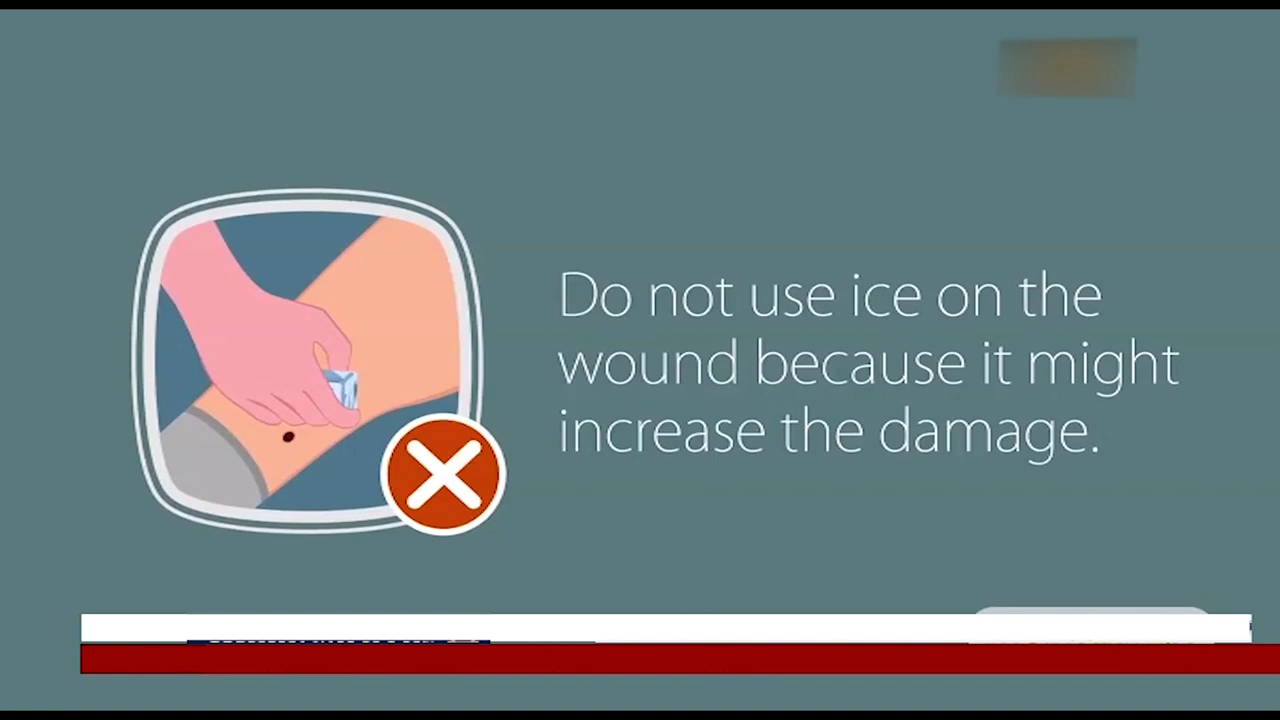 Do not use ice on the
wound because it might
increase the damage.